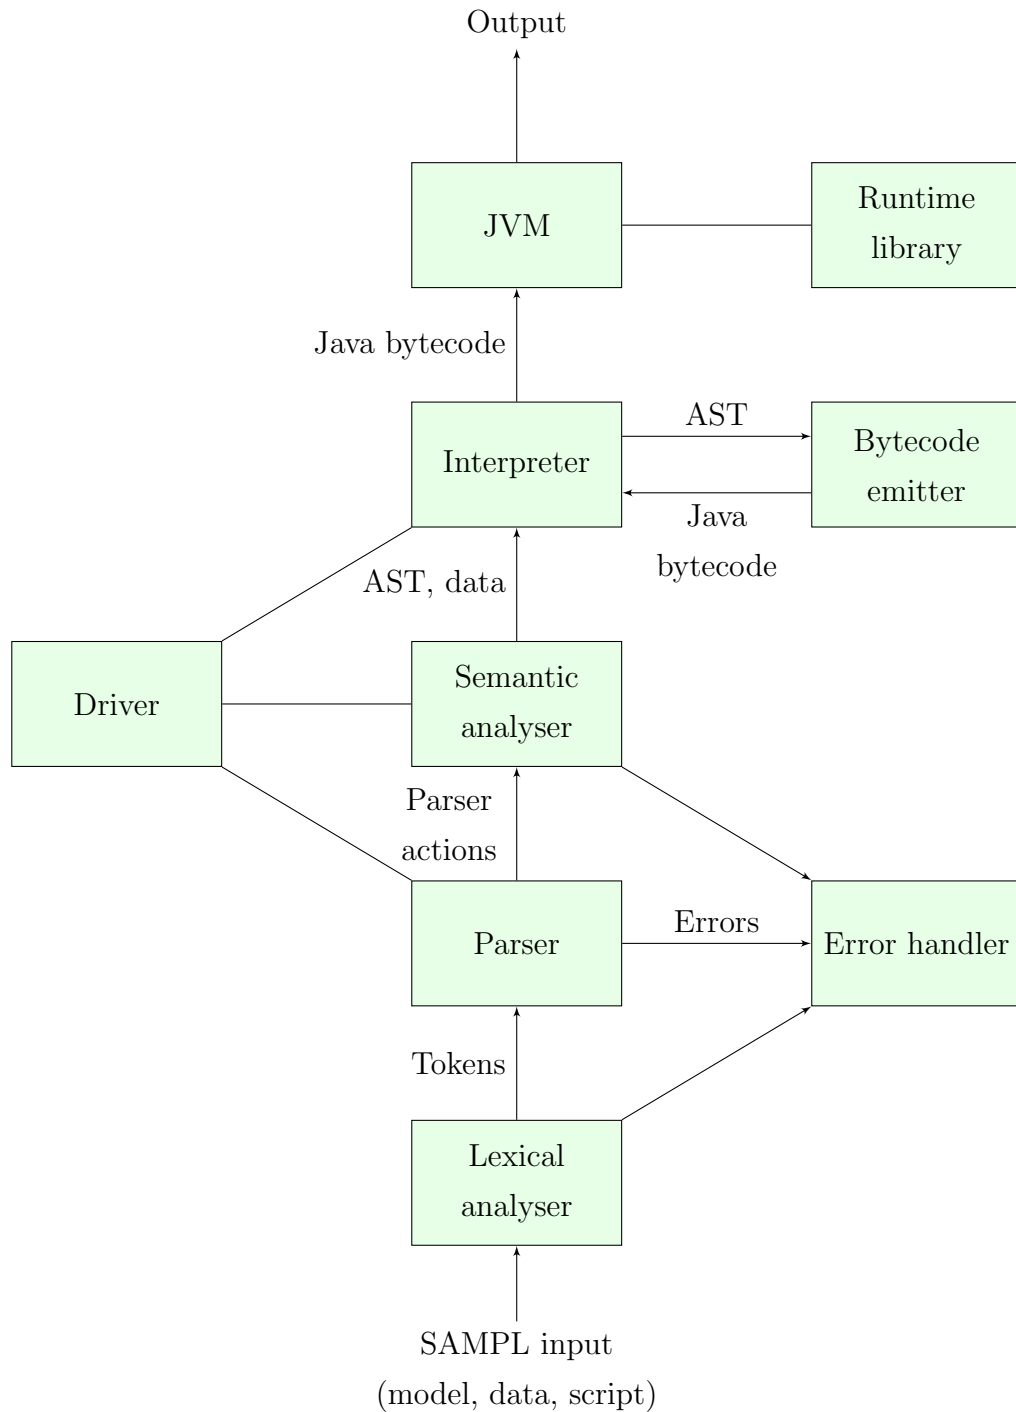 Output
JVM
Runtime
library
Java bytecode
AST
Interpreter
Bytecode
emitter
Java
bytecode
AST, data
Driver
Semantic
analyser
Parser
actions
Errors
Parser
Error handler
Tokens
Lexical
analyser
SAMPL input
(model, data, script)